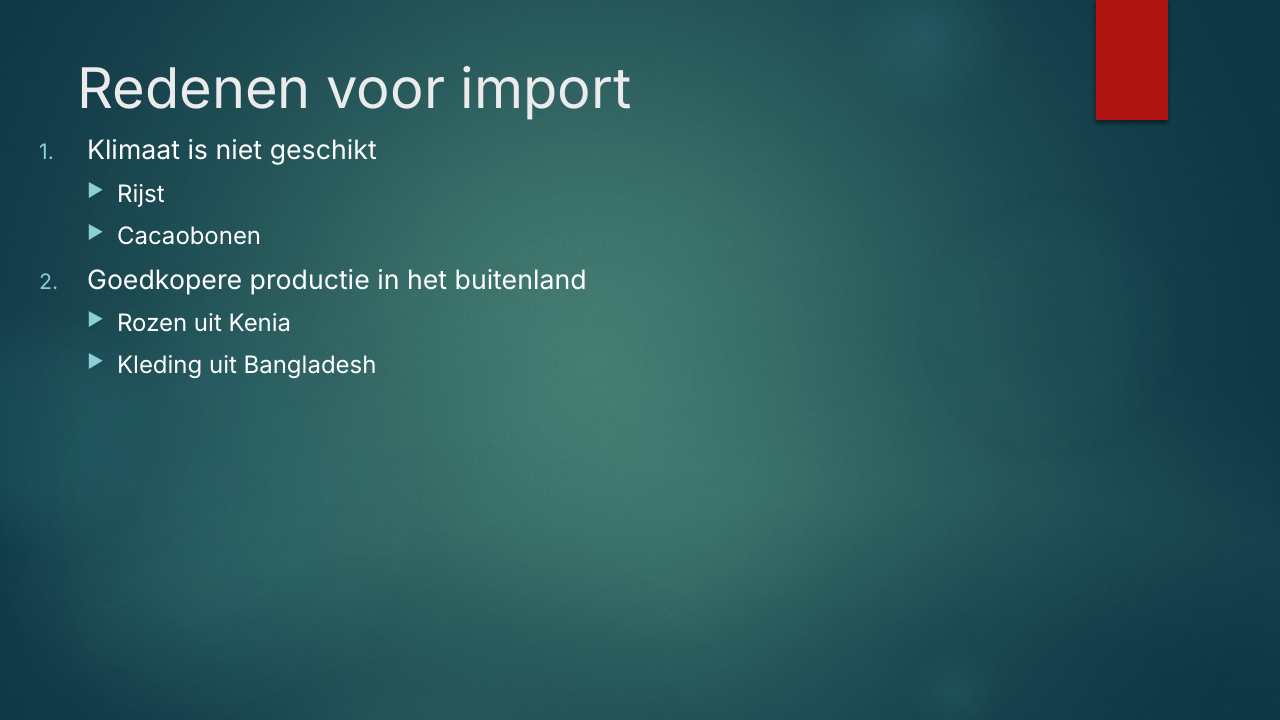 Redenen voor import
1. Klimaat is niet geschikt
▶ Rijst
▶ Cacaobonen
2. Goedkopere productie in het buitenland
▶ Rozen uit Kenia
▶ Kleding uit Bangladesh